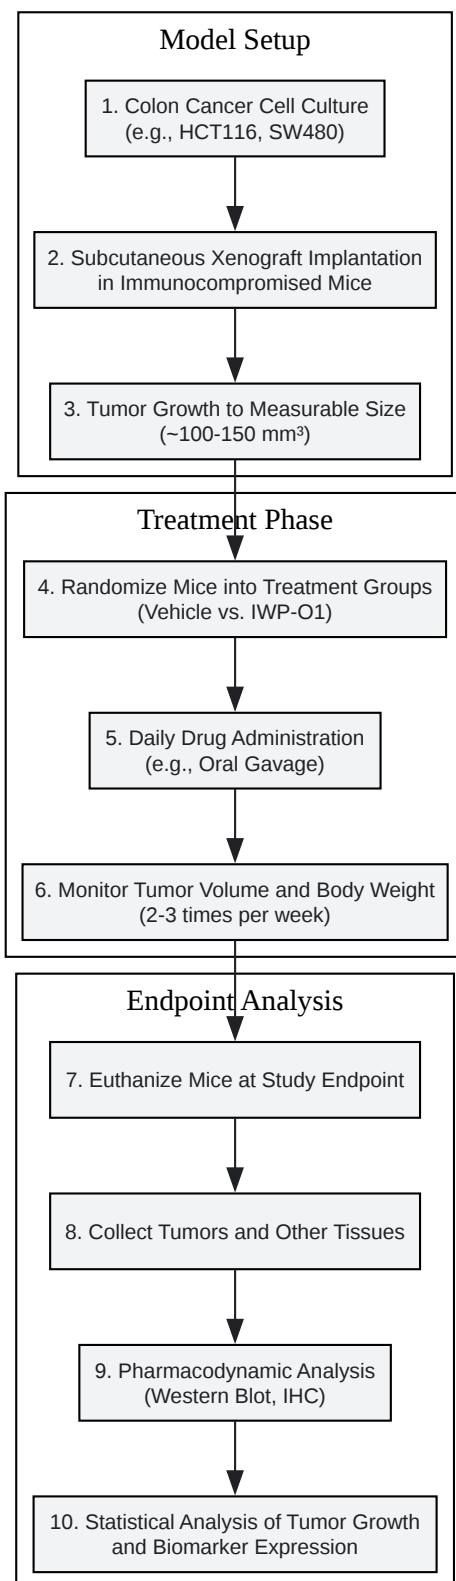 Model Setup
1. Colon Cancer Cell Culture
(e.g., HCT116, SW480)
2. Subcutaneous Xenograft Implantation
in Immunocompromised Mice
3. Tumor Growth to Measurable Size
(~100-150 mm³)
Treatment Phase
4. Randomize Mice into Treatment Groups
(Vehicle vs. IWP-O1)
5. Daily Drug Administration
(e.g., Oral Gavage)
6. Monitor Tumor Volume and Body Weight
(2-3 times per week)
Endpoint Analysis
7. Euthanize Mice at Study Endpoint
8. Collect Tumors and Other Tissues
9. Pharmacodynamic Analysis
(Western Blot, IHC)
10. Statistical Analysis of Tumor Growth
and Biomarker Expression